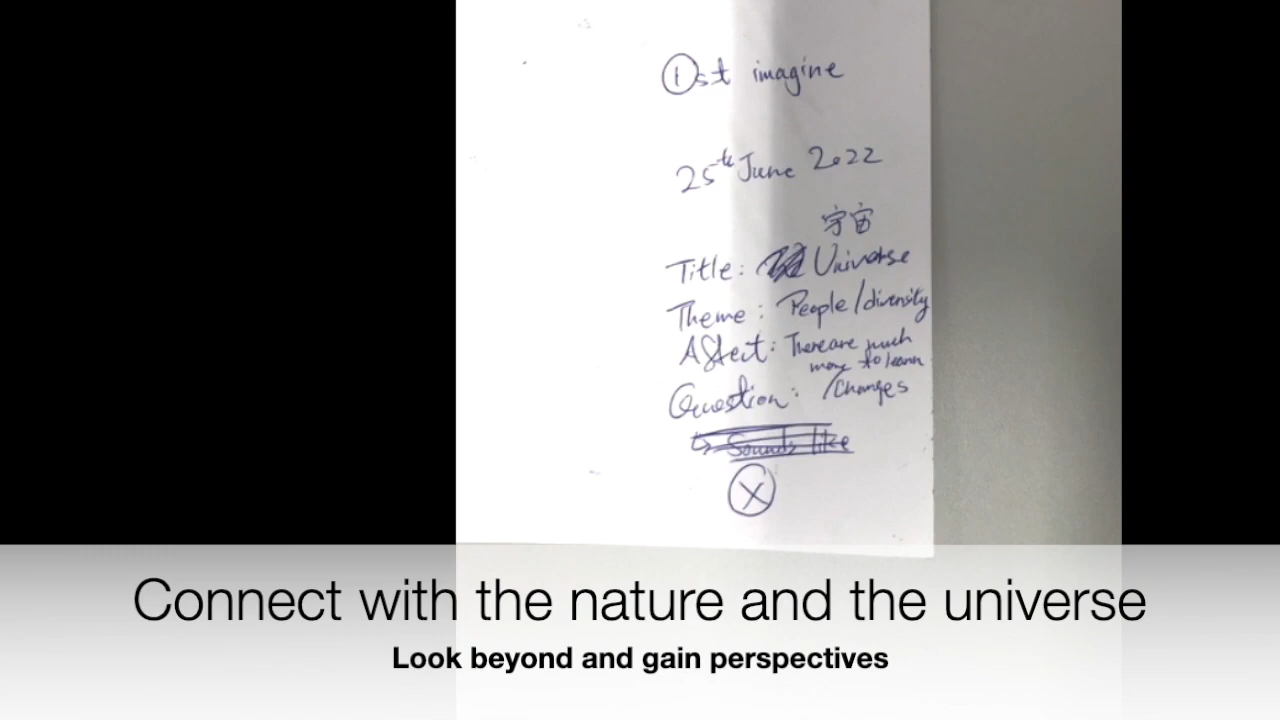 ①st imagine
25th June 2022
宇宙
Title: Universe
Theme: People/diversity
Affect: There are much
more to learn
Question: /Changes
Sounds like
X
Connect with the nature and the universe
Look beyond and gain perspectives